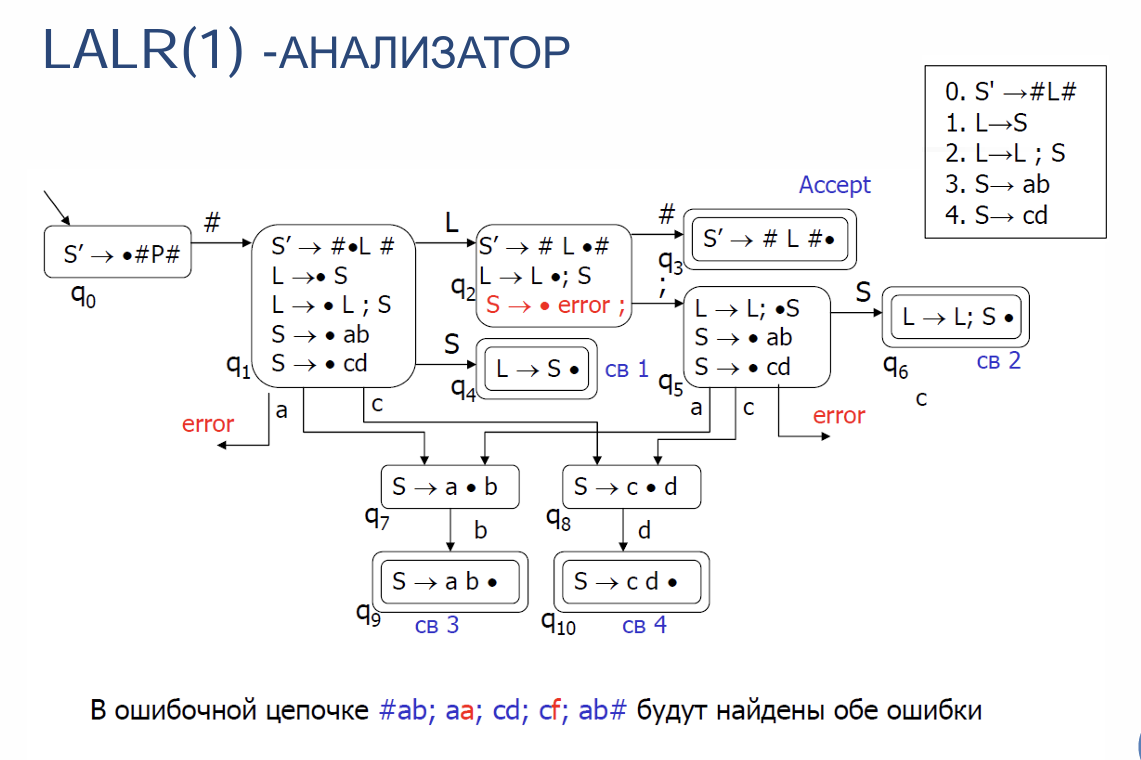 LALR(1) -АНАЛИЗАТОР
0. S' →#L#
1. L→S
2. L→L ; S
3. S→ ab
4. S→ cd
Accept
S′ → •#P#
q0
#
S′ → #•L #
L →• S
L → • L ; S
S → • ab
S → • cd
q1
L
S′ → # L •#
L → L •; S
S → • error ;
q2
#
S′ → # L #•
q3
;
L → L; •S
S → • ab
S → • cd
q5
S
L → L; S •
q6
св 2
S
L → S •
q4
св 1
error
a
c
a
c
error
c
S → a • b
q7
S → c • d
q8
b
d
S → a b •
q9
св 3
S → c d •
q10
св 4
В ошибочной цепочке #ab; aa; cd; cf; ab# будут найдены обе ошибки